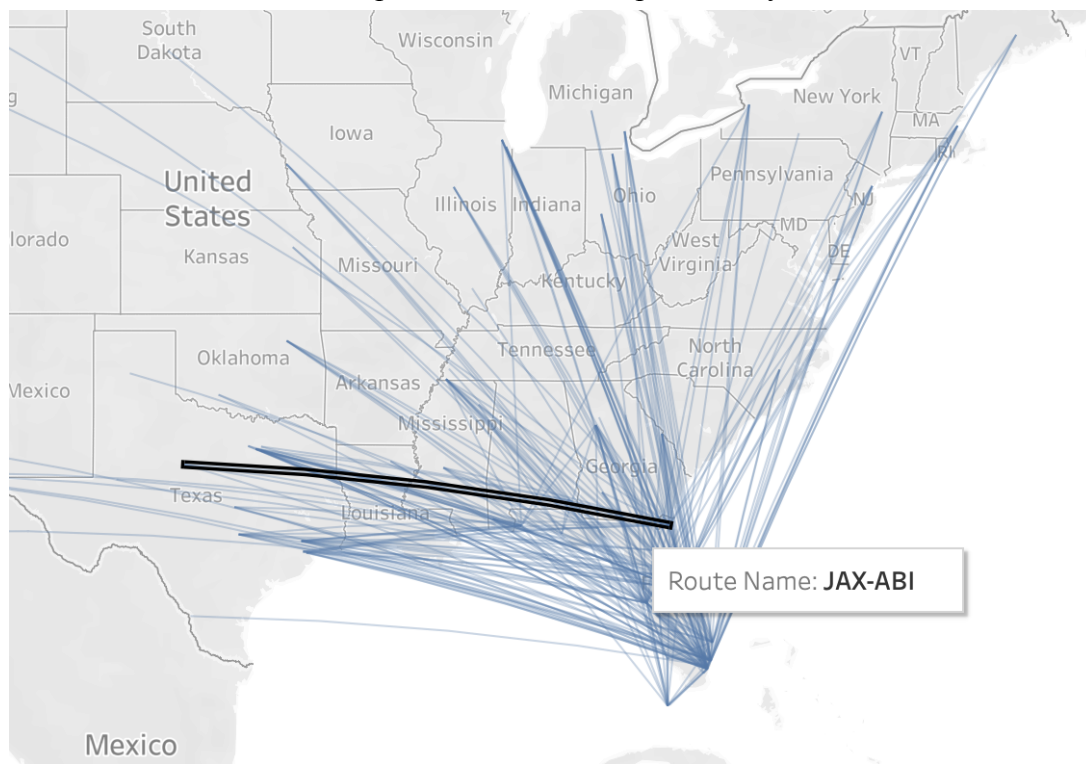 South
Dakota
Wisconsin
VT
Michigan
New York
g
MA
Iowa
RI
Pennsylvania
United
States
Illinois
Indiana
Ohio
NJ
MD
lorado
West
Virginia
DE
Kansas
Missouri
Kentucky
Oklahoma
Tennessee
North
Carolina
Mexico
Arkansas
Mississippi
Georgia
Texas
Louisiana
Route Name: JAX-ABI
Mexico